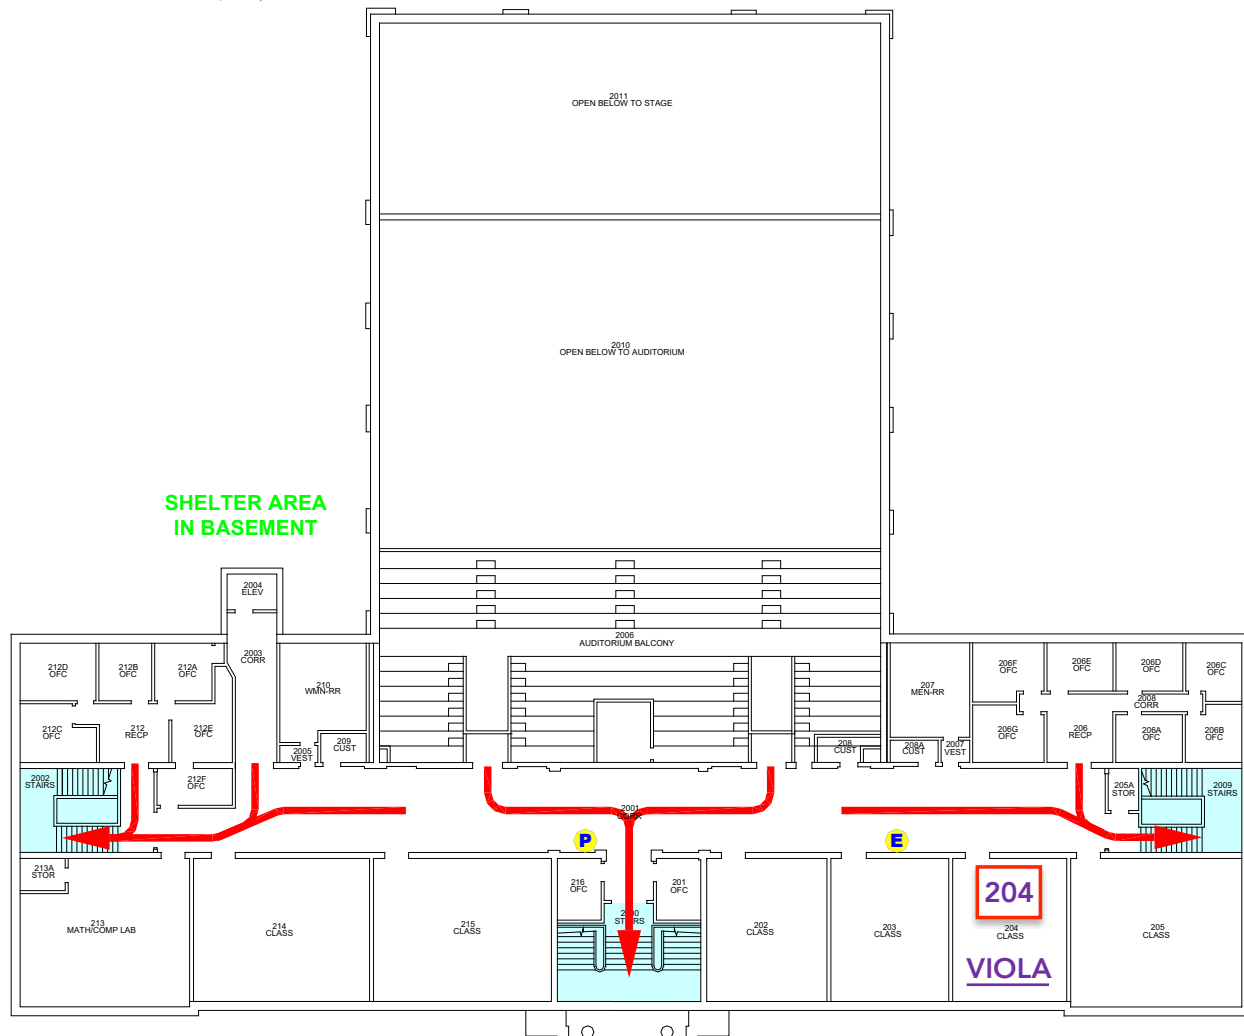 2011
OPEN BELOW TO STAGE
2010
OPEN BELOW TO AUDITORIUM
SHELTER AREA
IN BASEMENT
2004
ELEV
2003
CORR
2006
AUDITORIUM BALCONY
212D
OFC
212B
OFC
212A
OFC
210
WMN-RR
207
MEN-RR
206F
OFC
206E
OFC
206D
OFC
206C
OFC
2008
CORR
212C
OFC
212
RECP
212E
OFC
2005
VEST
209
CUST
208
CUST
208A
CUST
2007
VEST
206G
OFC
206
RECP
206A
OFC
206B
OFC
2002
STAIRS
212F
OFC
205A
STOR
2009
STAIRS
2001
CORR
P
E
213A
STOR
216
OFC
201
OFC
204
213
MATH/COMP LAB
214
CLASS
215
CLASS
2000
STAIRS
202
CLASS
203
CLASS
204
CLASS
205
CLASS
VIOLA